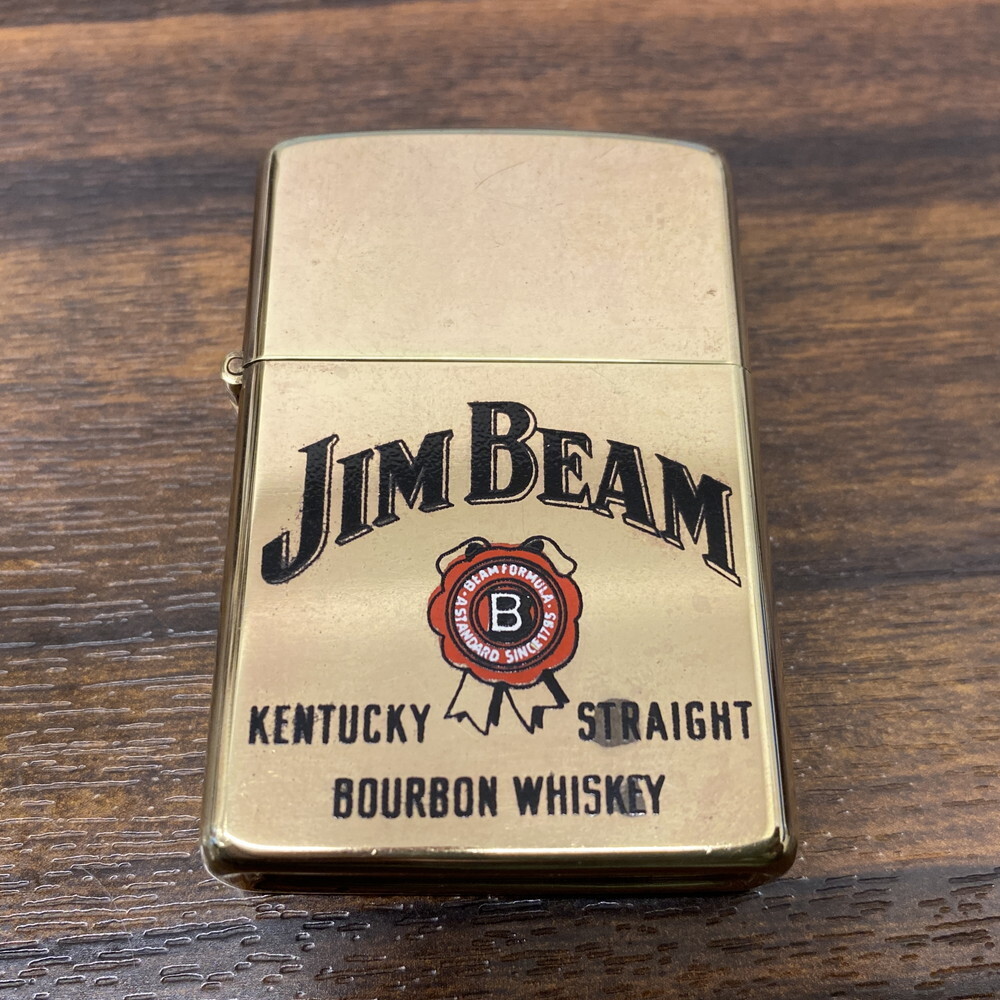 JIM BEAM
BEAM FORMULA
B
A STANDARD SINCE 1795
KENTUCKY STRAIGHT
BOURBON WHISKEY